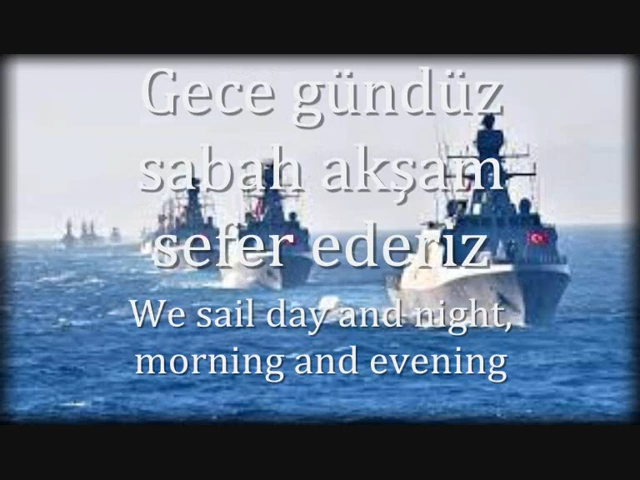 Gece gündüz
sabah akşam
sefer ederiz
We sail day and night,
morning and evening